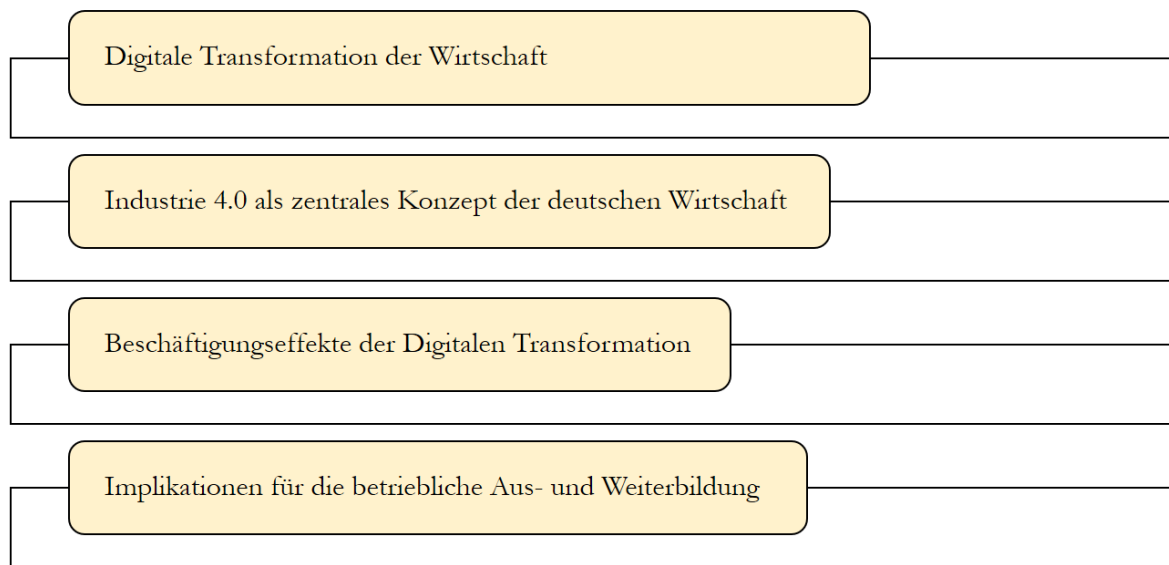 Digitale Transformation der Wirtschaft
Industrie 4.0 als zentrales Konzept der deutschen Wirtschaft
Beschäftigungseffekte der Digitalen Transformation
Implikationen für die betriebliche Aus- und Weiterbildung